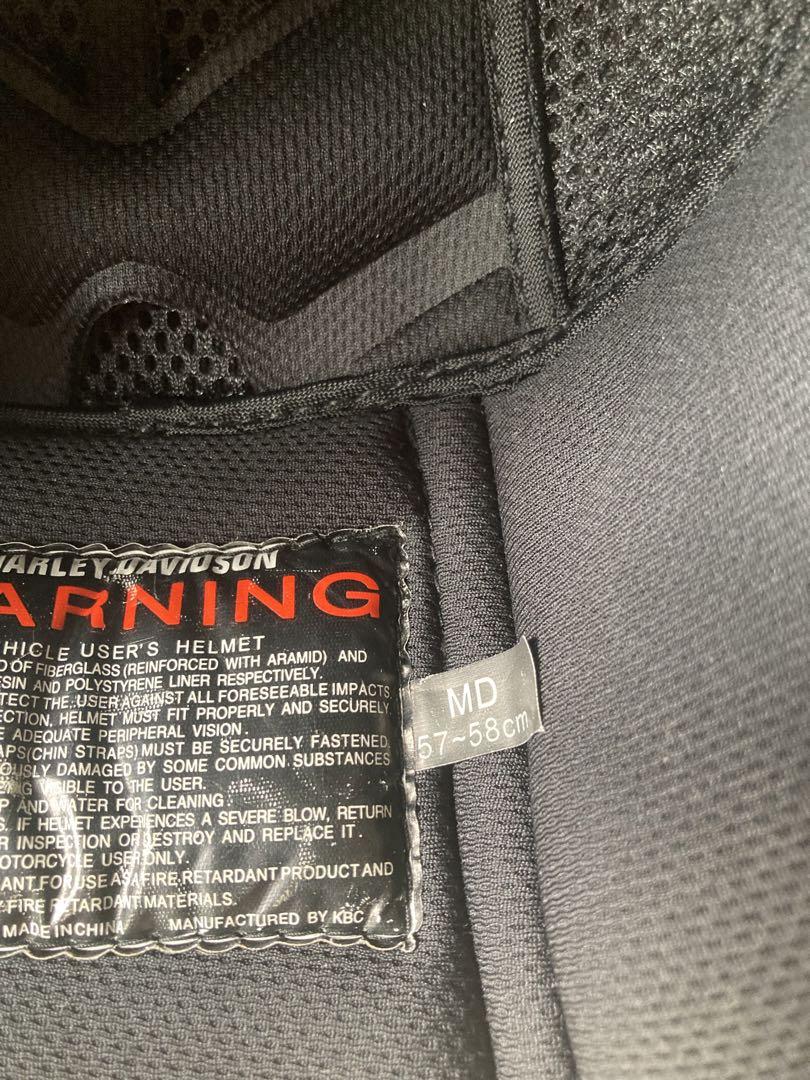 HARLEY-DAVIDSON
ARNING
HICLE USER'S HELMET
D OF FIBERGLASS (REINFORCED WITH ARAMID) AND
ESIN AND POLYSTYRENE LINER RESPECTIVELY.
TECT THE USER AGAINST ALL FORESEEABLE IMPACTS.
ECTION, HELMET MUST FIT PROPERLY AND SECURELY
E ADEQUATE PERIPHERAL VISION.
APS(CHIN STRAPS) MUST BE SECURELY FASTENED.
OUSLY DAMAGED BY SOME COMMON SUBSTANCES
G VISIBLE TO THE USER.
P AND WATER FOR CLEANING.
S. IF HELMET EXPERIENCES A SEVERE BLOW, RETURN
R INSPECTION OR DESTROY AND REPLACE IT.
OTORCYCLE USE ONLY.
ANT FOR USE AS A FIRE RETARDANT PRODUCT AND
Y FIRE RETARDANT MATERIALS.
MADE IN CHINA MANUFACTURED BY KBC
MD
57~58cm